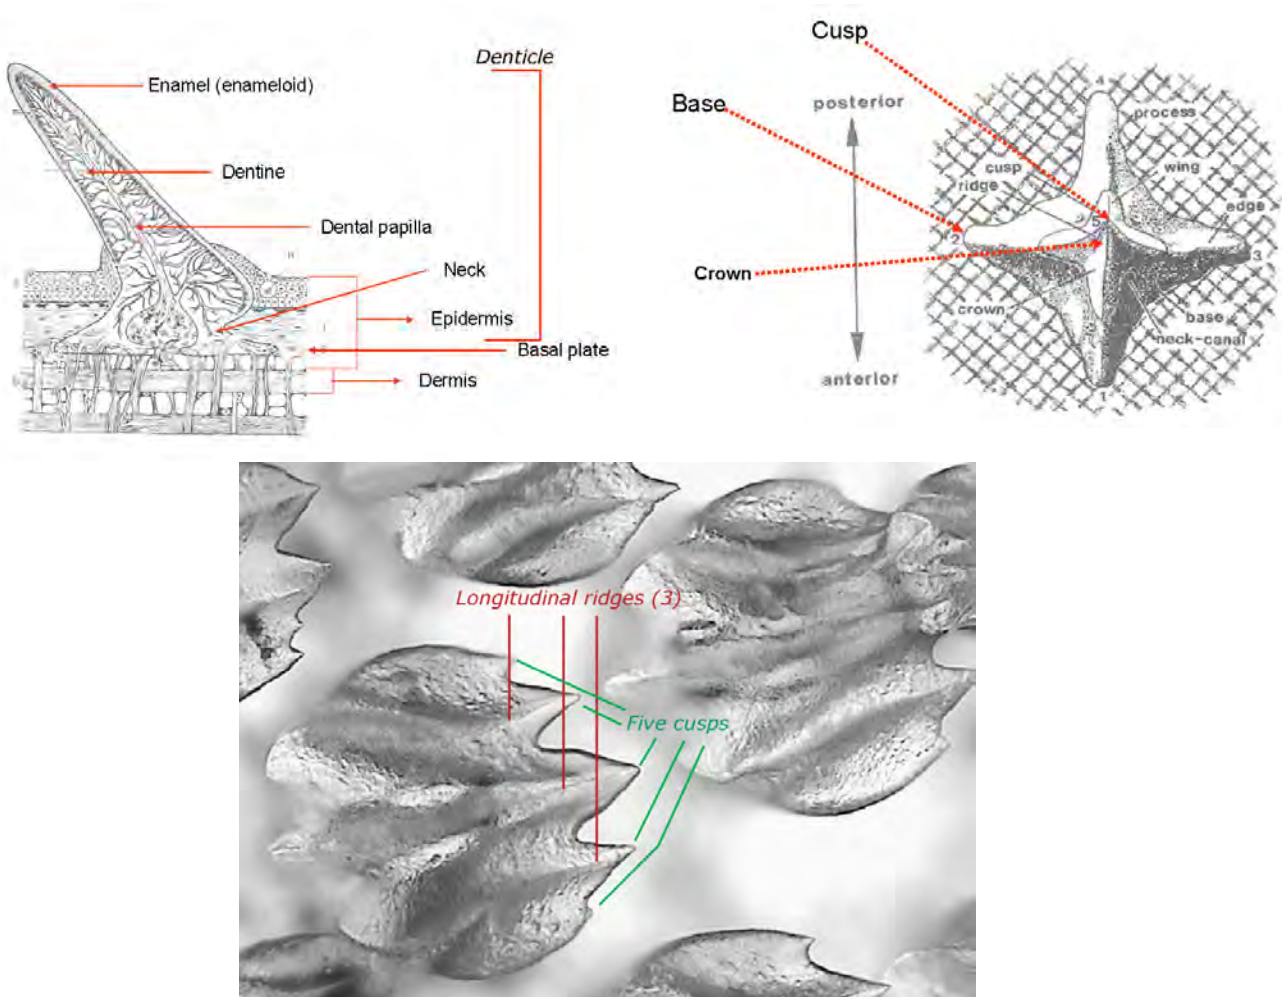 Denticle
Enamel (enameloid)
Dentine
Dental papilla
Neck
Epidermis
Basal plate
Dermis
Cusp
Base
posterior
4
process
cusp
ridge
wing
edge
5
2
3
Crown
crown
base
neck-canal
anterior
1
Longitudinal ridges (3)
Five cusps